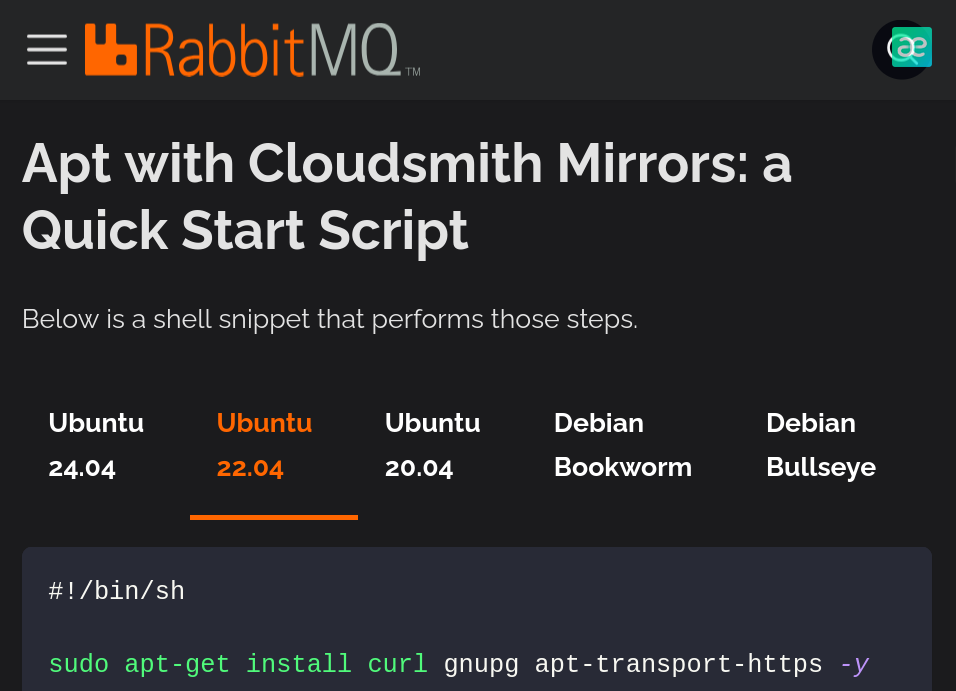 RabbitMQ™
Apt with Cloudsmith Mirrors: a
Quick Start Script
Below is a shell snippet that performs those steps.
Ubuntu 24.04
Ubuntu 22.04
Ubuntu 20.04
Debian Bookworm
Debian Bullseye
#!/bin/sh
sudo apt-get install curl gnupg apt-transport-https -y